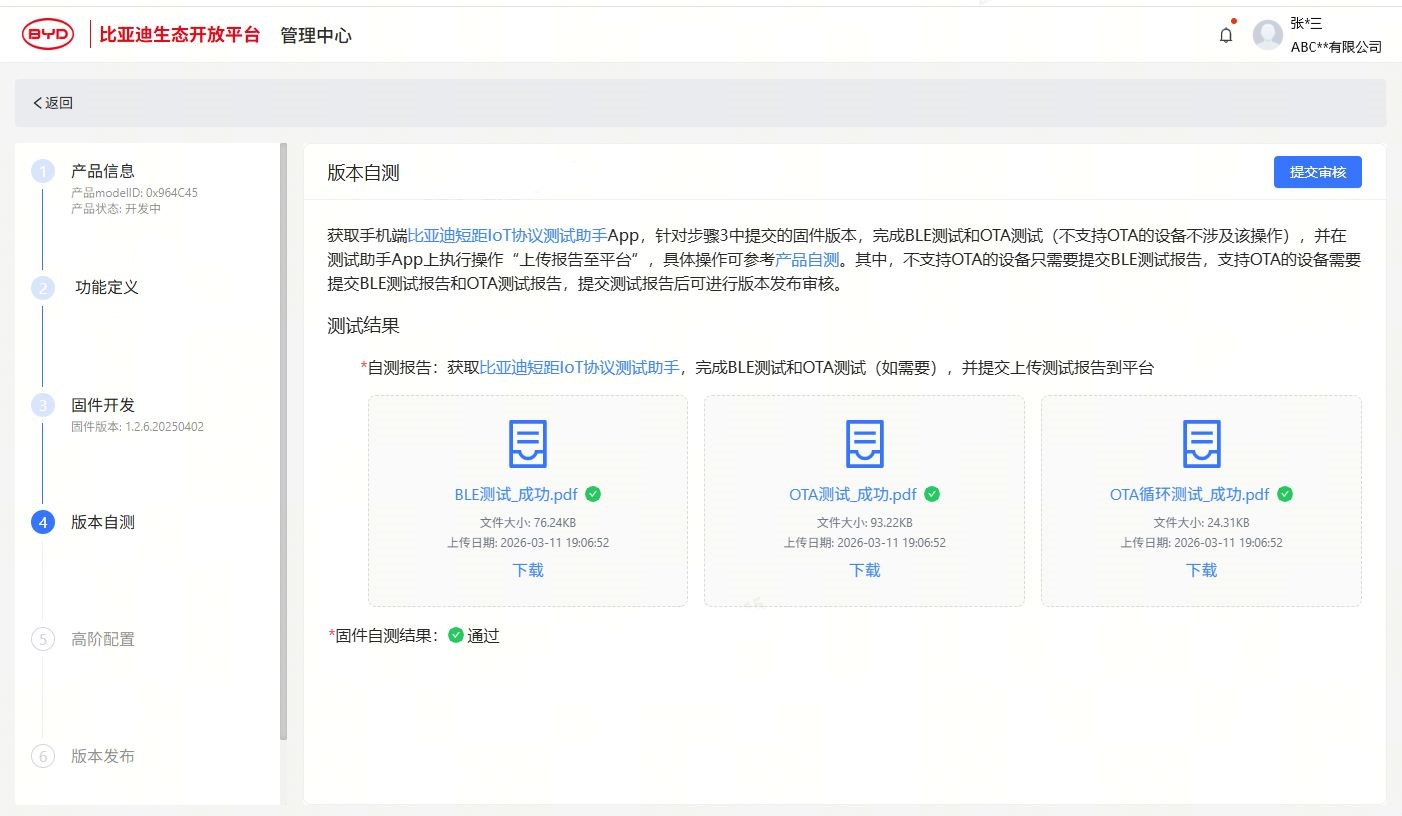 BYD
比亚迪生态开放平台 管理中心
张*三
ABC**有限公司
返回
1 产品信息
产品modelID: 0x964C45
产品状态: 开发中
2 功能定义
3 固件开发
固件版本: 1.2.6.20250402
4 版本自测
5 高阶配置
6 版本发布
版本自测
提交审核
获取手机端比亚迪短距IoT协议测试助手App，针对步骤3中提交的固件版本，完成BLE测试和OTA测试（不支持OTA的设备不涉及该操作），并在
测试助手App上执行操作“上传报告至平台”，具体操作可参考产品自测。其中，不支持OTA的设备只需要提交BLE测试报告，支持OTA的设备需要
提交BLE测试报告和OTA测试报告，提交测试报告后可进行版本发布审核。
测试结果
*自测报告：获取比亚迪短距IoT协议测试助手，完成BLE测试和OTA测试（如需要），并提交上传测试报告到平台
BLE测试_成功.pdf
文件大小: 76.24KB
上传日期: 2026-03-11 19:06:52
下载
OTA测试_成功.pdf
文件大小: 93.22KB
上传日期: 2026-03-11 19:06:52
下载
OTA循环测试_成功.pdf
文件大小: 24.31KB
上传日期: 2026-03-11 19:06:52
下载
*固件自测结果： 通过